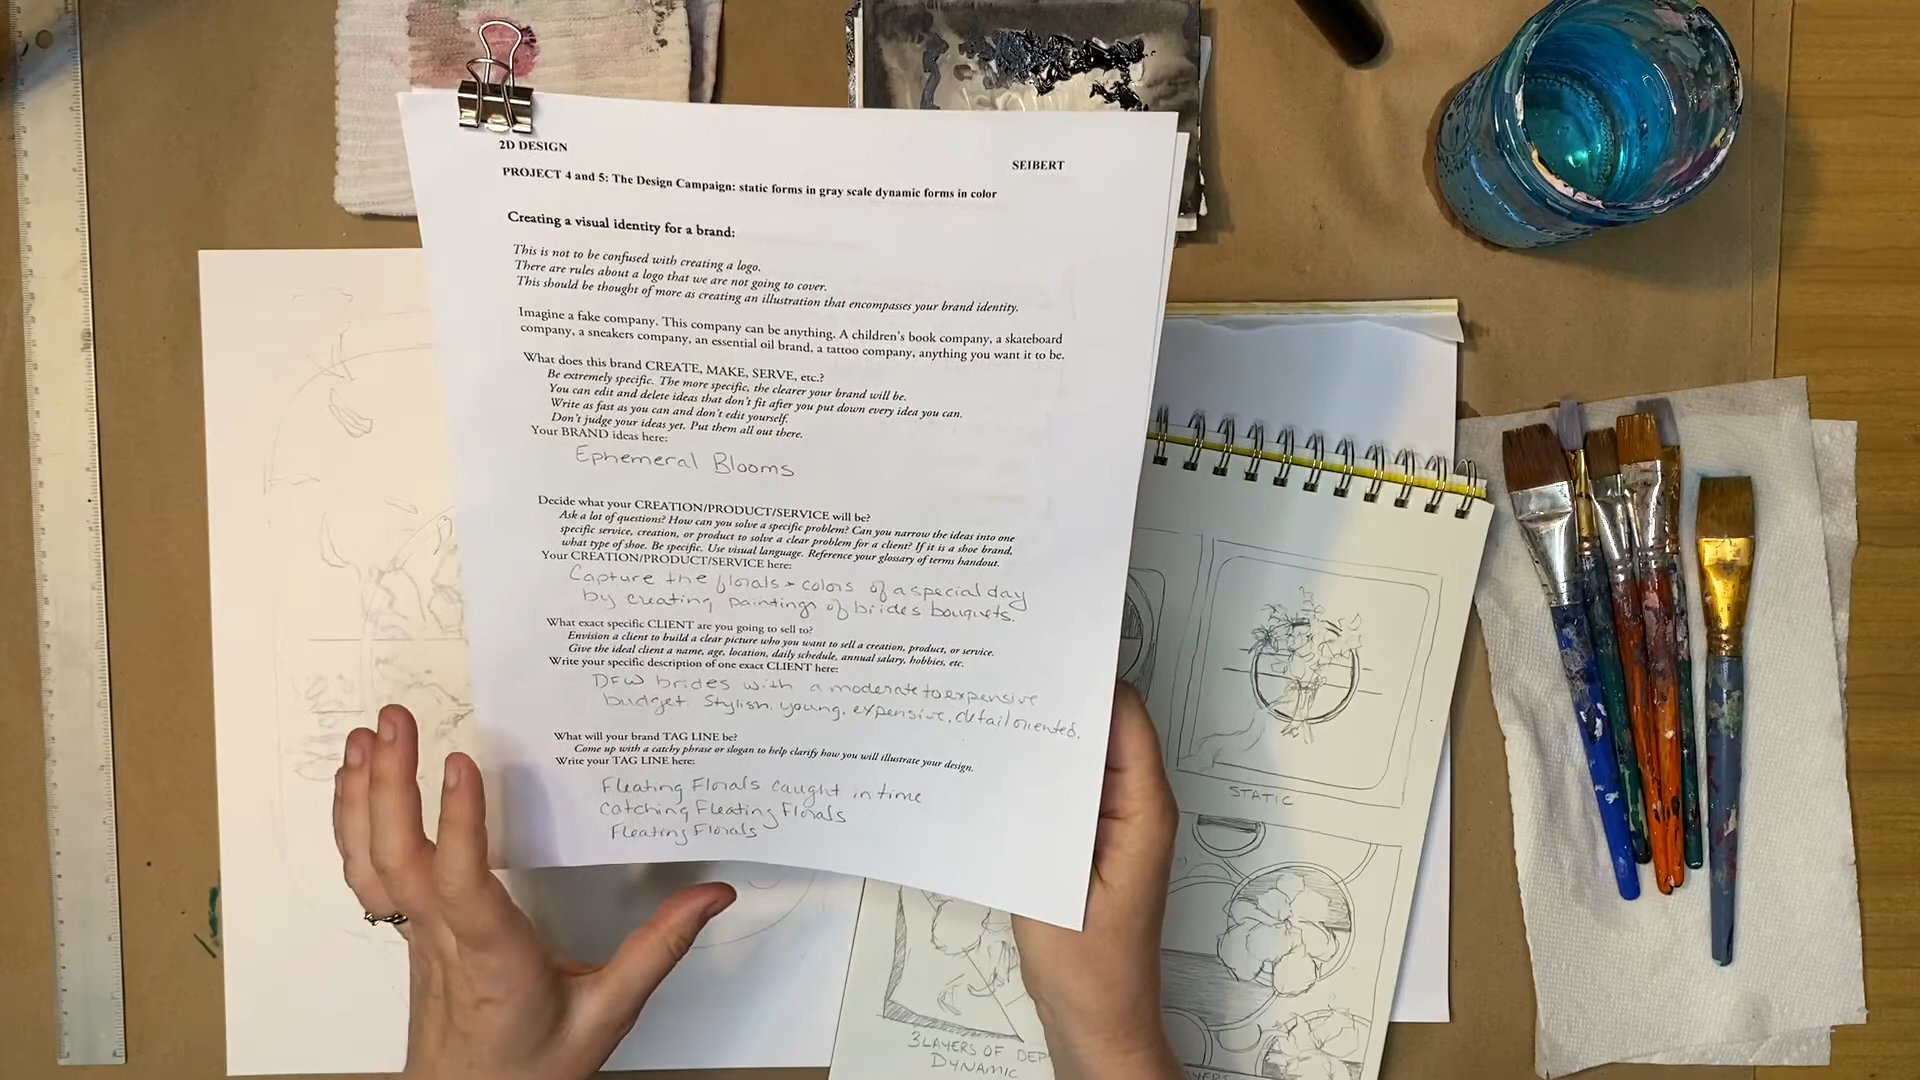 2D DESIGN
SEIBERT
PROJECT 4 and 5: The Design Campaign: static forms in gray scale dynamic forms in color
Creating a visual identity for a brand:
This is not to be confused with creating a logo.
There are rules about a logo that we are not going to cover.
This should be thought of more as creating an illustration that encompasses your brand identity.
Imagine a fake company. This company can be anything. A children's book company, a skateboard
company, a sneakers company, an essential oil brand, a tattoo company, anything you want it to be.
What does this brand CREATE, MAKE, SERVE, etc.?
Be extremely specific. The more specific, the clearer your brand will be.
You can edit and delete ideas that don't fit after you put down every idea you can.
Write as fast as you can and don't edit yourself.
Don't judge your ideas yet. Put them all out there.
Your BRAND ideas here:
Ephemeral Blooms
Decide what your CREATION/PRODUCT/SERVICE will be?
Ask a lot of questions? How can you solve a specific problem? Can you narrow the ideas into one
specific service, creation, or product to solve a clear problem for a client? If it is a shoe brand,
what type of shoe. Be specific. Use visual language. Reference your glossary of terms handout.
Your CREATION/PRODUCT/SERVICE here:
Capture the florals + colors of a special day
by creating paintings of brides bouquets.
What exact specific CLIENT are you going to sell to?
Envision a client to build a clear picture who you want to sell a creation, product, or service.
Give the ideal client a name, age, location, daily schedule, annual salary, hobbies, etc.
Write your specific description of one exact CLIENT here:
DFW brides with a moderate to expensive
budget. Stylish, young, expensive, detail oriented.
What will your brand TAG LINE be?
Come up with a catchy phrase or slogan to help clarify how you will illustrate your design.
Write your TAG LINE here:
Fleating Florals caught in time
catching Fleating Florals
Fleating Florals
STATIC
3 LAYERS OF DEP
DYNAMIC